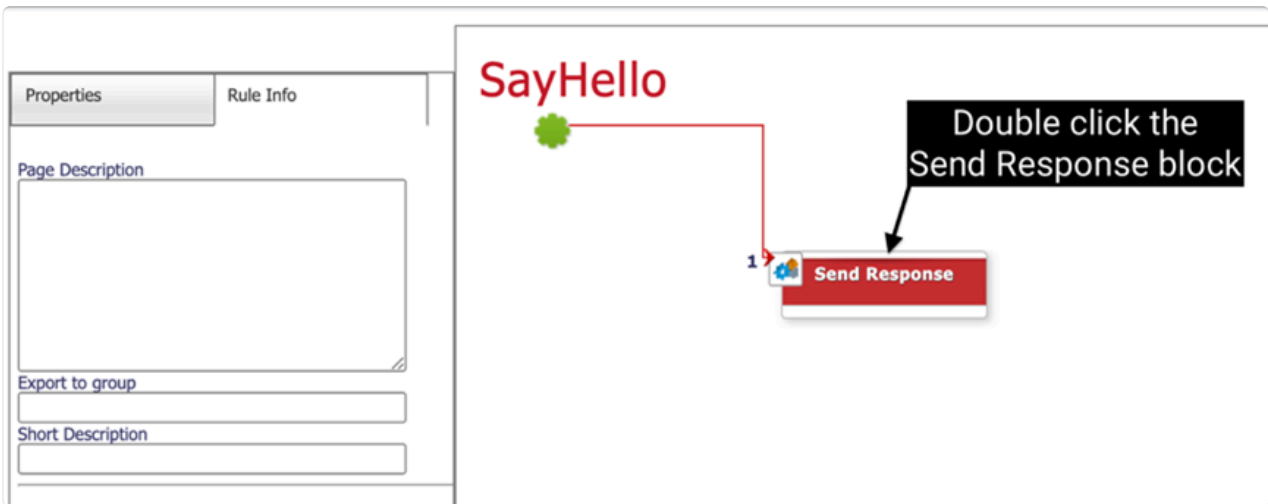 Properties
Rule Info
Page Description
Export to group
Short Description
SayHello
Double click the
Send Response block
1
Send Response